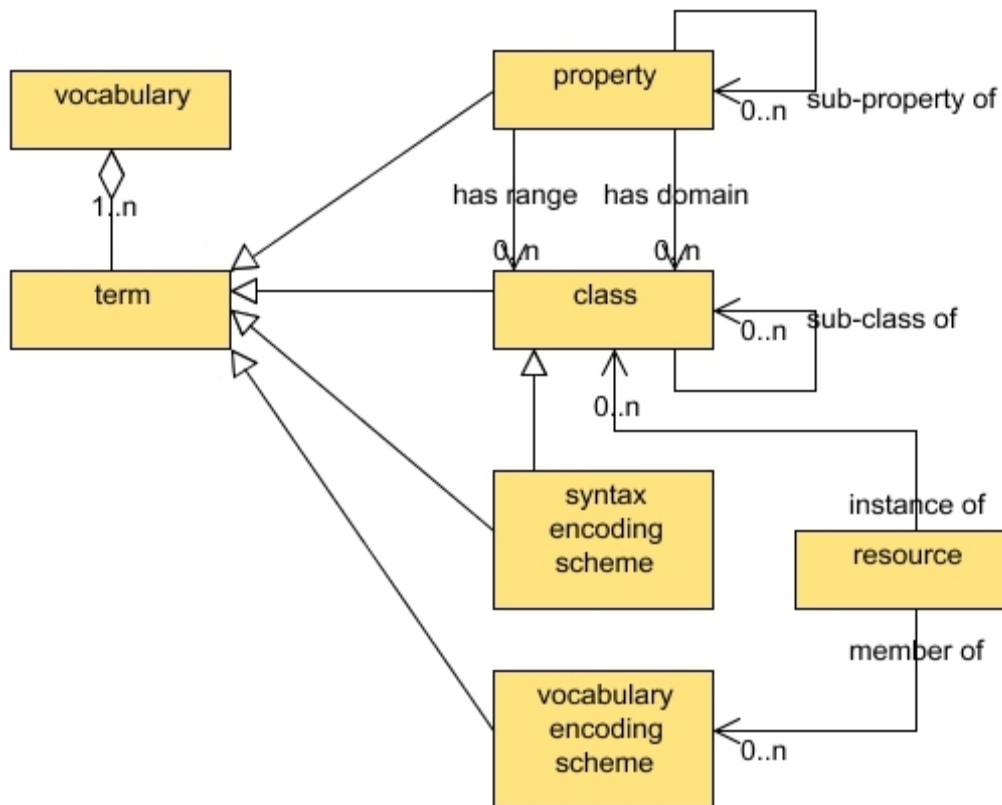 property
vocabulary
0..n
sub-property of
has range
has domain
1..n
0..n
0..n
term
class
0..n
sub-class of
0..n
syntax
encoding
scheme
instance of
resource
member of
vocabulary
encoding
scheme
0..n